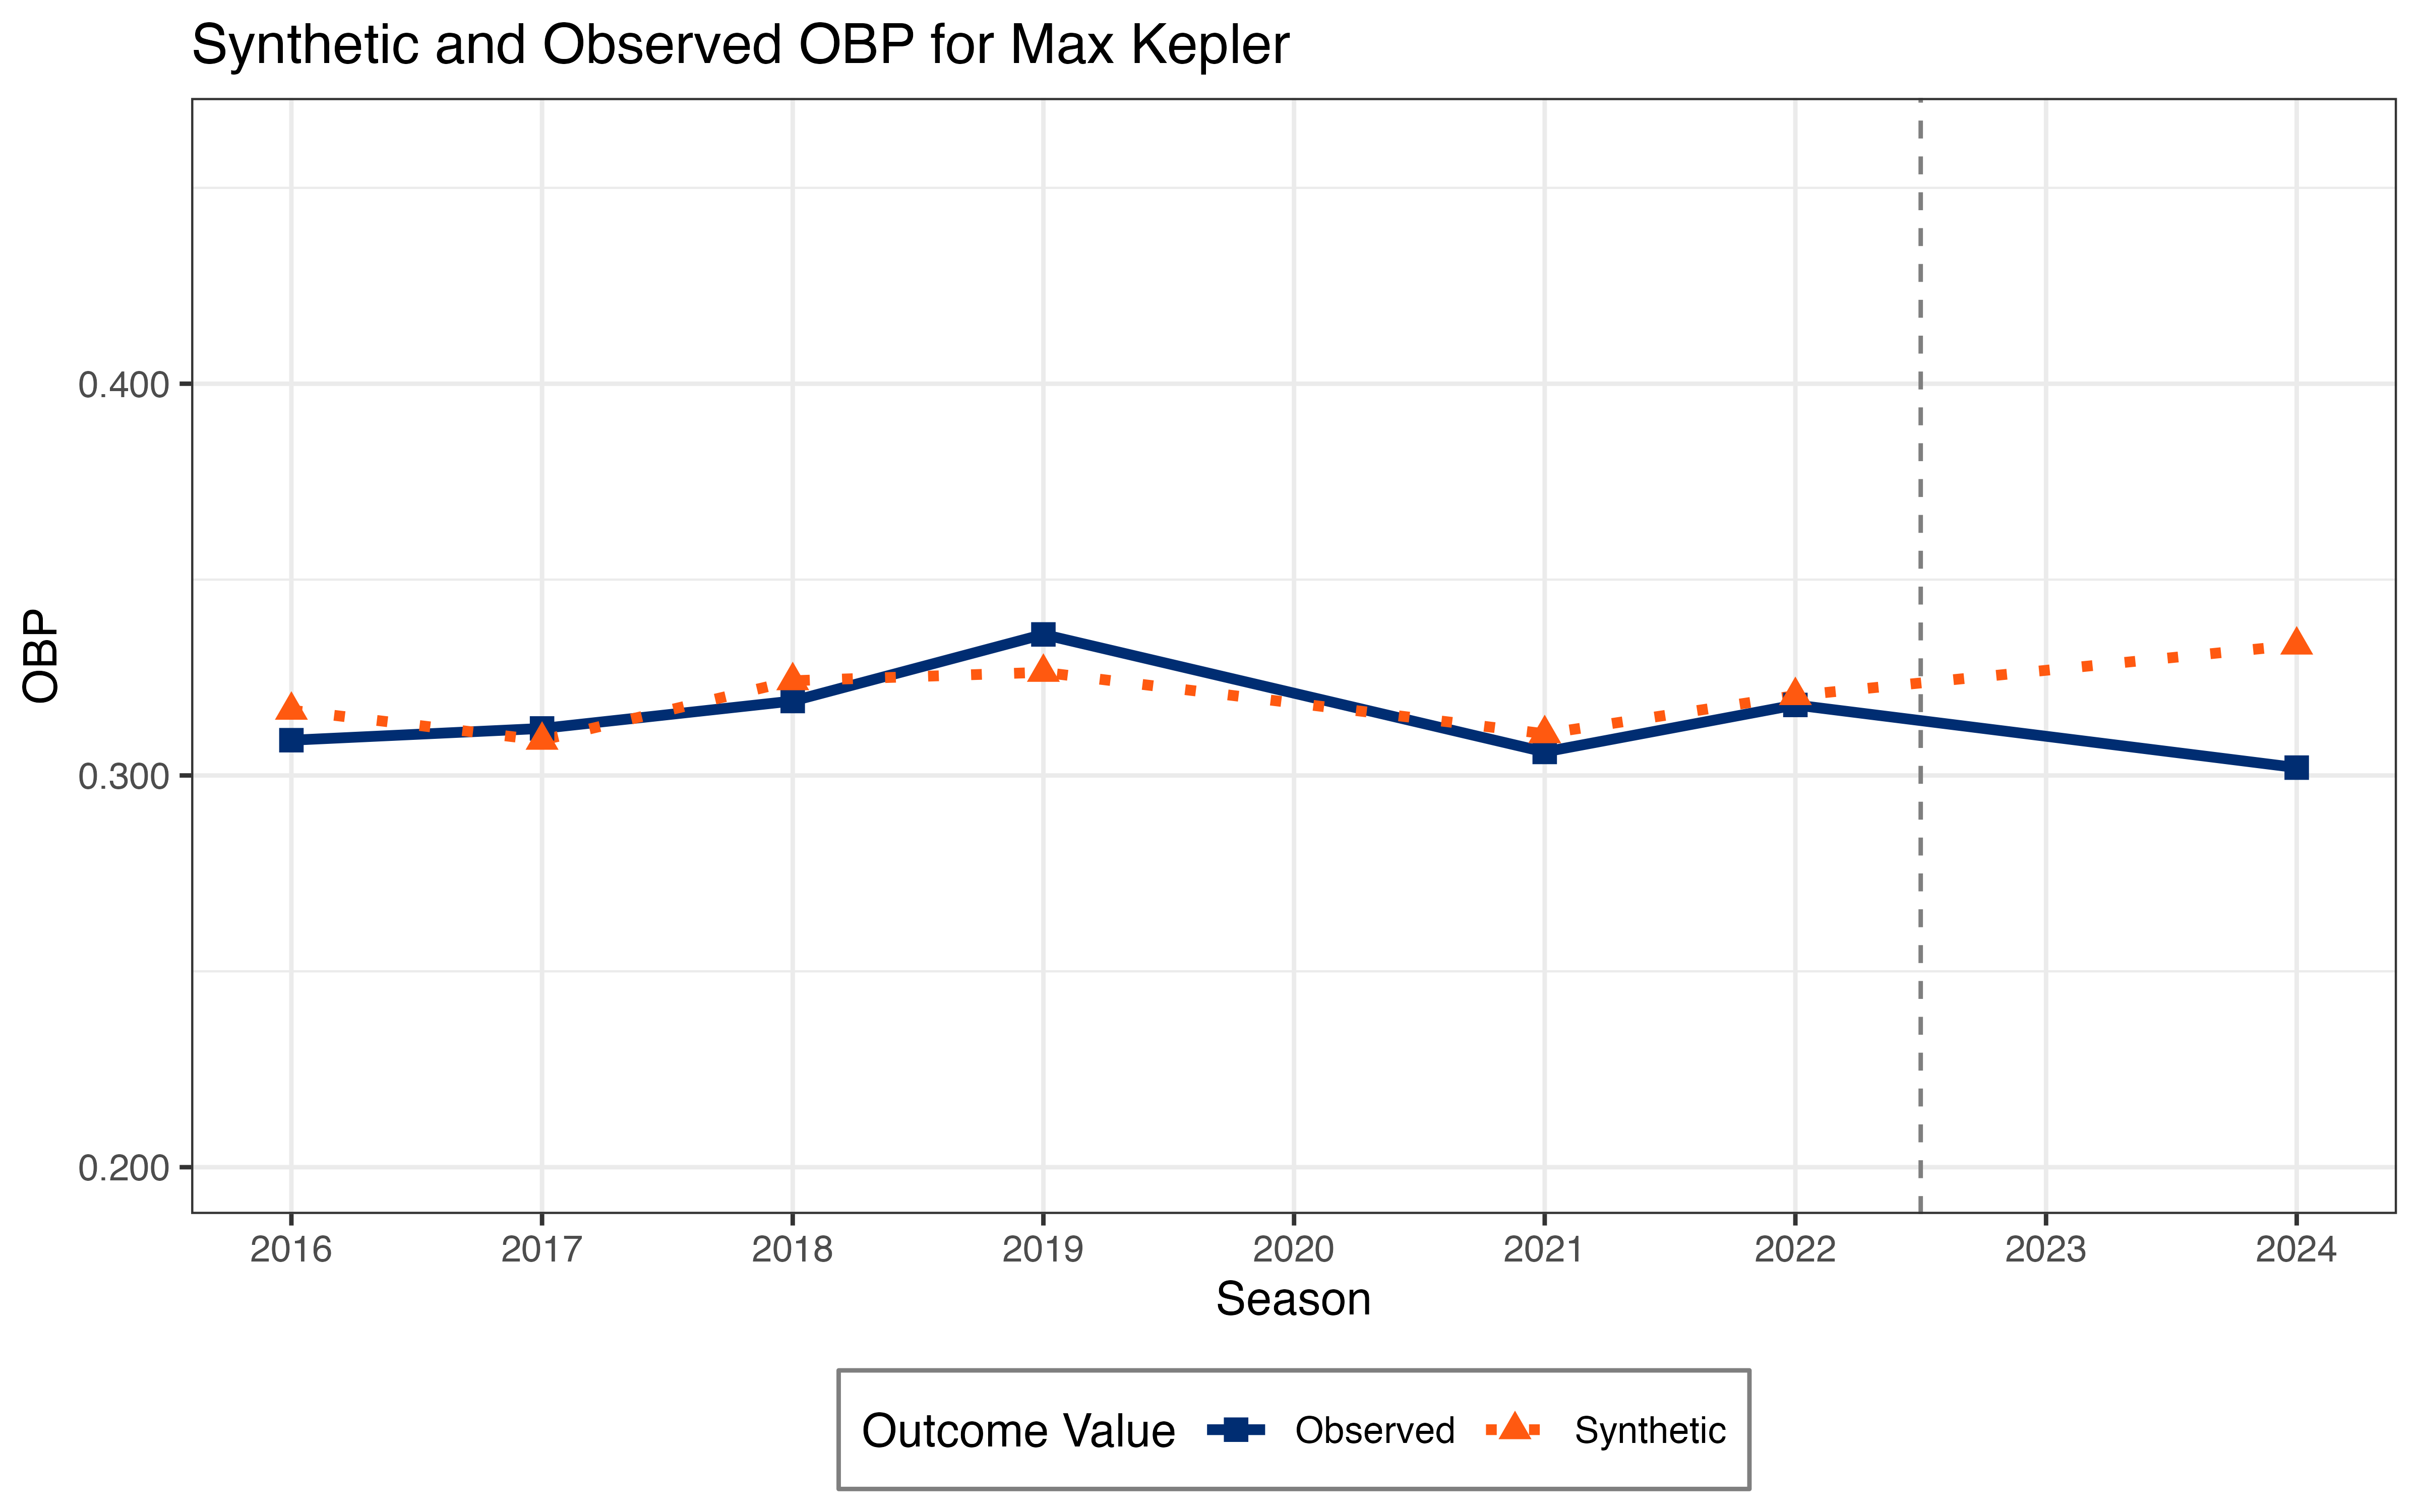 Synthetic and Observed OBP for Max Kepler
OBP
0.400
0.300
0.200
2016 2017 2018 2019 2020 2021 2022 2023 2024
Season
Outcome Value Observed Synthetic